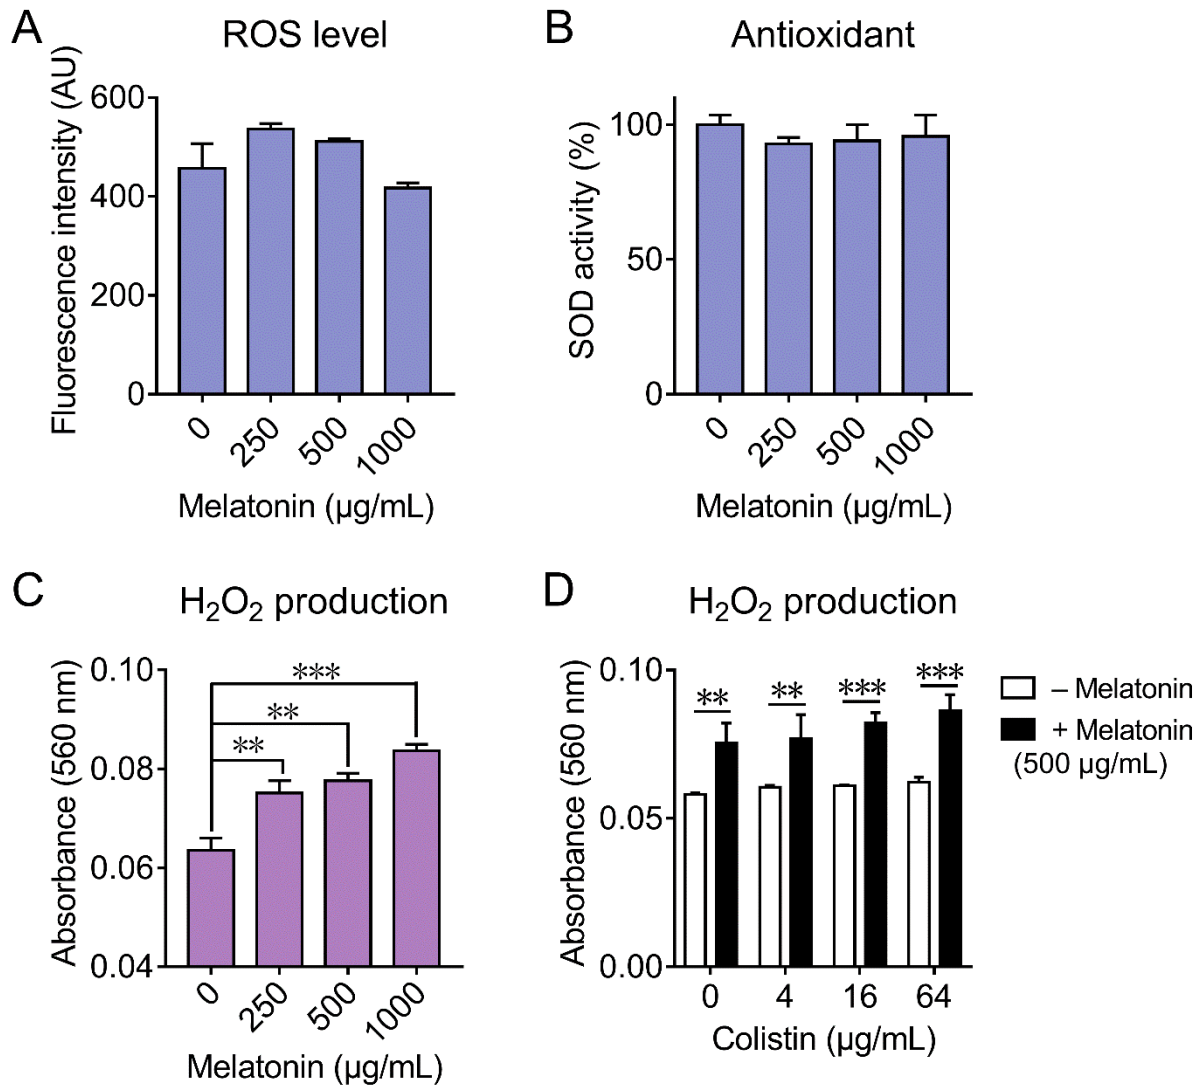 A
ROS level
Fluorescence intensity (AU)
600
400
200
0
0
250
500
1000
Melatonin (µg/mL)
B
Antioxidant
SOD activity (%)
100
50
0
0
250
500
1000
Melatonin (µg/mL)
C
H₂O₂ production
Absorbance (560 nm)
0.10
0.08
0.06
0.04
***
**
**
0
250
500
1000
Melatonin (µg/mL)
D
H₂O₂ production
Absorbance (560 nm)
0.10
0.05
0.00
**
**
***
***
0
4
16
64
Colistin (µg/mL)
– Melatonin
+ Melatonin
(500 µg/mL)